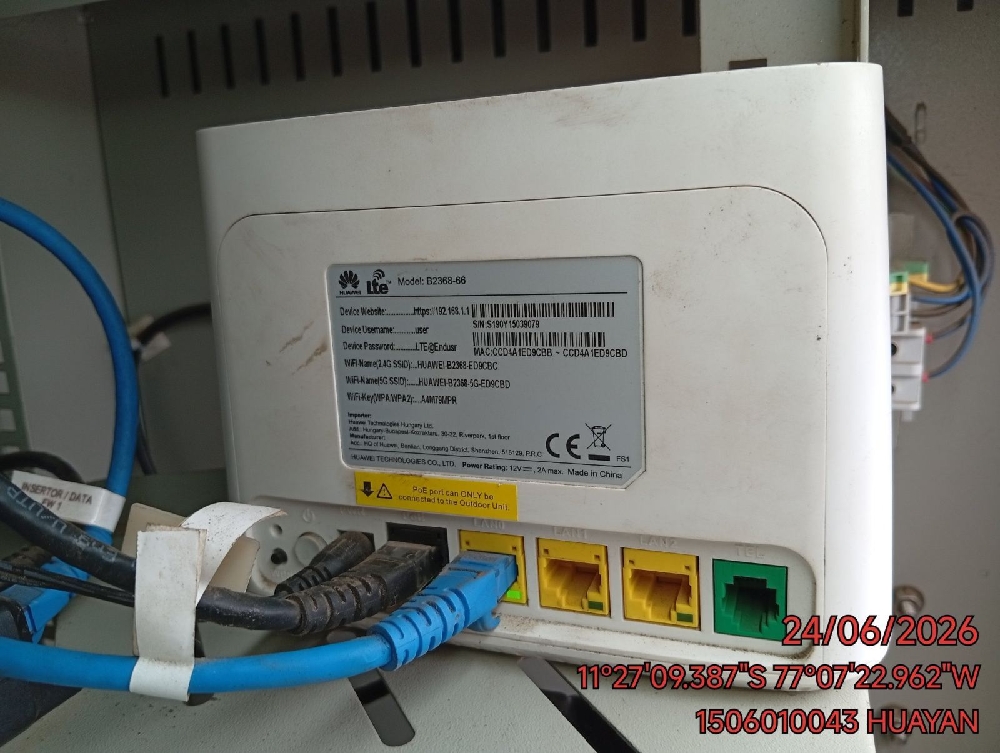 HUAWEI
Lte™ Model: B2368-66
Device Website:...............https://192.168.1.1
S/N:S190Y15039079
Device Username:............user
Device Password:............LTE@Endusr
MAC:CCD4A1ED9CBB ~ CCD4A1ED9CBD
WiFi-Name(2.4G SSID):...HUAWEI-B2368-ED9CBC
WiFi-Name(5G SSID):......HUAWEI-B2368-5G-ED9CBD
WiFi-Key(WPA/WPA2):....A4M79MPR
Importer:
Huawei Technologies Hungary Ltd.
Add.: Hungary-Budapest-Kozraktaru. 30-32, Riverpark, 1st floor
Manufacturer:
Add.: HQ of Huawei, Bantian, Longgang District, Shenzhen, 518129, P.R.C
CE
FS1
HUAWEI TECHNOLOGIES CO., LTD. Power Rating: 12V⎓, 2A max. Made in China
PoE port can ONLY be
connected to the Outdoor Unit.
INSERTOR / DATA
FW 1
LAN0
LAN1
LAN2
TEL
24/06/2026
11°27'09.387"S 77°07'22.962"W
1506010043 HUAYAN